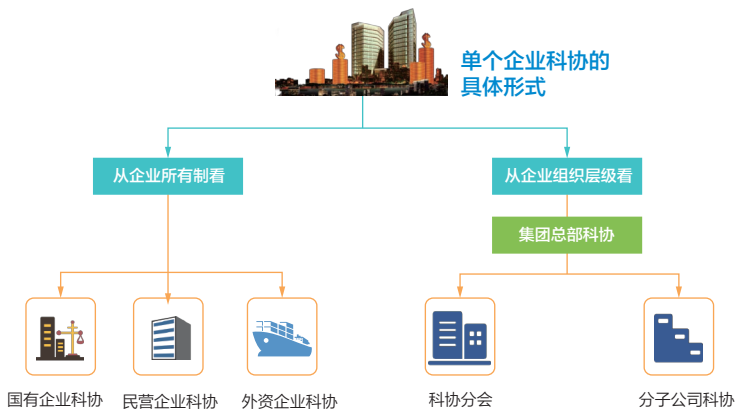 单个企业科协的
具体形式
从企业所有制看
从企业组织层级看
集团总部科协
国有企业科协
民营企业科协
外资企业科协
科协分会
分子公司科协